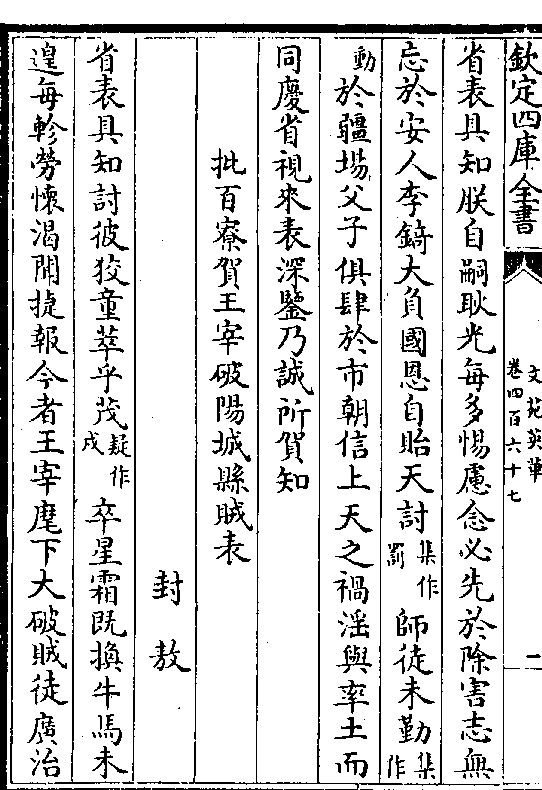 欽定四庫全書
文苑英華
卷四百六十七
二
省表具知朕自嗣耿光每多惕慮念必先於除害志無
忘於安人李錡大負國恩自貽天討集作罰師徒未勤集作
動於疆場父子俱肆於市朝信上天之禍淫與率土而
同慶省視來表深鑒乃誠所賀知
批百寮賀王宰破陽城縣賊表
封敖
省表具知討彼狡童萃乎茂疑作戍卒星霜既換牛馬未
遑每軫勞懷渴聞捷報今者王宰麾下大破賊徒廣治